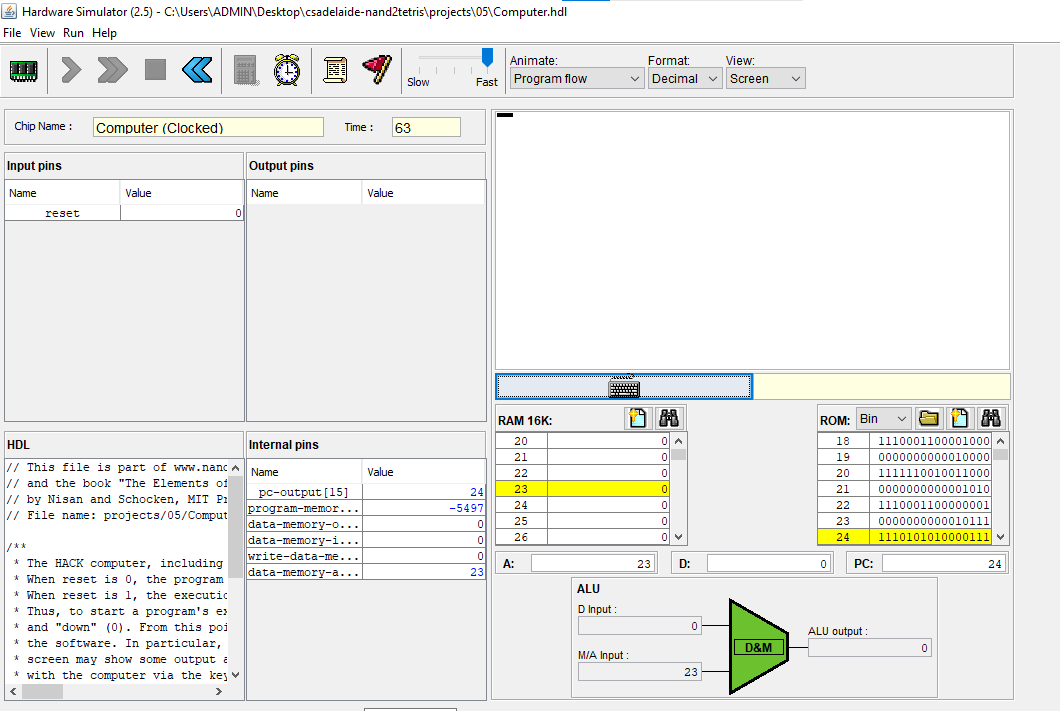 Hardware Simulator (2.5) - C:\Users\ADMIN\Desktop\csadelaide-nand2tetris\projects\05\Computer.hdl
File View Run Help
Slow Fast
Animate: Format: View:
Program flow Decimal Screen
Chip Name : Computer (Clocked) Time : 63
Input pins
Name Value
reset 0
Output pins
Name Value
HDL
// This file is part of www.nand
// and the book "The Elements of
// by Nisan and Schocken, MIT Pr
// File name: projects/05/Comput
/**
* The HACK computer, including
* When reset is 0, the program
* When reset is 1, the executio
* Thus, to start a program's ex
* and "down" (0). From this poi
* the software. In particular,
* screen may show some output a
* with the computer via the key
Internal pins
Name Value
pc-output[15] 24
program-memor... -5497
data-memory-o... 0
data-memory-i... 0
write-data-me... 0
data-memory-a... 23
RAM 16K:
20 0
21 0
22 0
23 0
24 0
25 0
26 0
ROM: Bin
18 1110001100001000
19 0000000000010000
20 1111110010011000
21 0000000000001010
22 1110001100000001
23 0000000000010111
24 1110101010000111
A: 23
D: 0
PC: 24
ALU
D Input :
0
M/A Input :
23
D&M
ALU output :
0